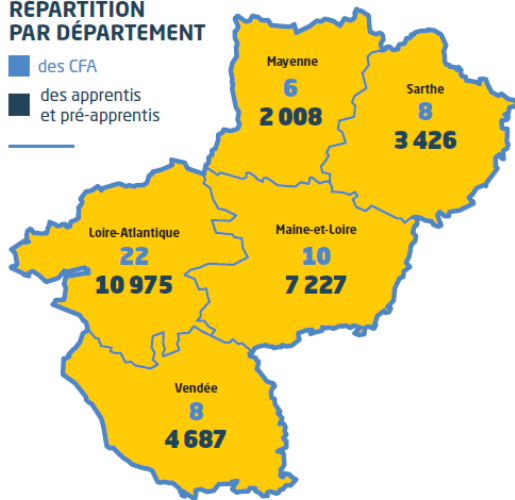 RÉPARTITION
PAR DÉPARTEMENT
des CFA
des apprentis
et pré-apprentis
Mayenne
6
2 008
Sarthe
8
3 426
Loire-Atlantique
22
10 975
Maine-et-Loire
10
7 227
Vendée
8
4 687